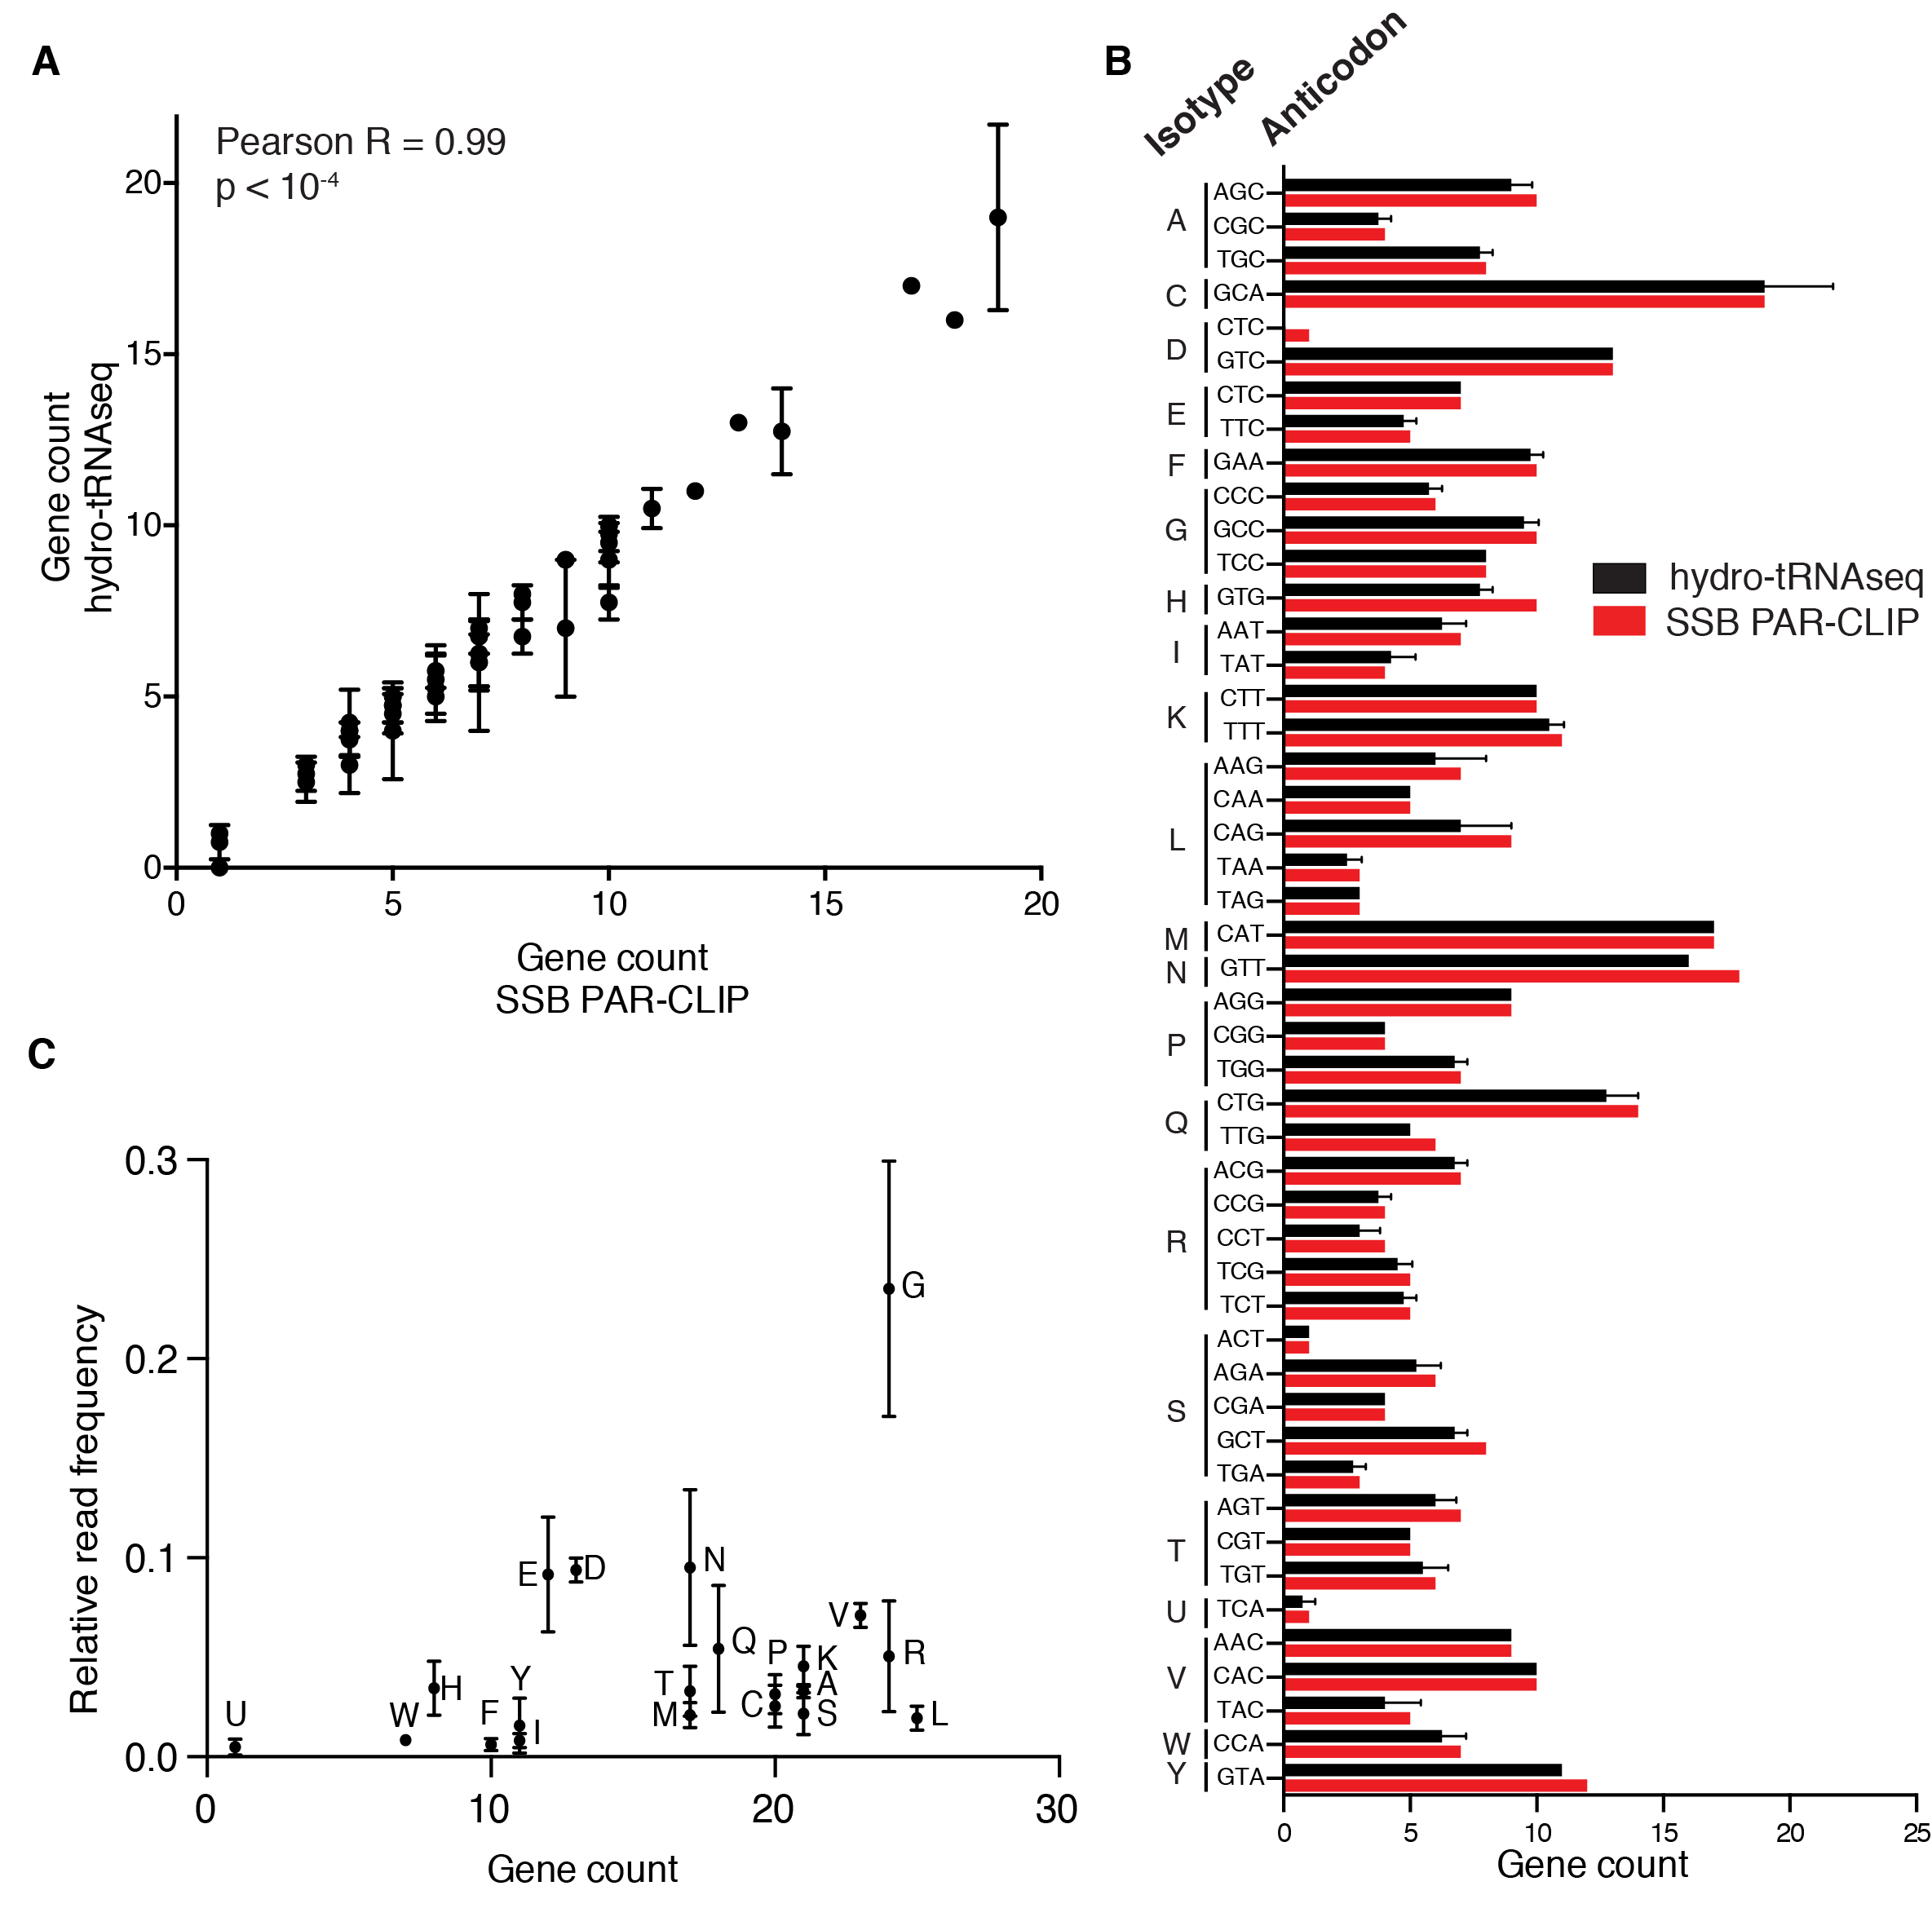 A
Pearson R = 0.99
p < 10-4
20
15
10
5
0
0 5 10 15 20
Gene count
hydro-tRNAseq
Gene count
SSB PAR-CLIP
B
Isotype Anticodon
A
AGC
CGC
TGC
C
GCA
D
CTC
GTC
E
CTC
TTC
F
GAA
G
CCC
GCC
TCC
H
GTG
I
AAT
TAT
K
CTT
TTT
L
AAG
CAA
CAG
TAA
TAG
M
CAT
N
GTT
P
AGG
CGG
TGG
Q
CTG
TTG
R
ACG
CCG
CCT
TCG
TCT
S
ACT
AGA
CGA
GCT
TGA
T
AGT
CGT
TGT
U
TCA
V
AAC
CAC
TAC
W
CCA
Y
GTA
0 5 10 15 20 25
Gene count
hydro-tRNAseq
SSB PAR-CLIP
C
0.3
0.2
0.1
0.0
Relative read frequency
U
W
H
F
Y
I
E
D
N
T
M
Q
P
C
K
A
S
V
G
R
L
0 10 20 30
Gene count